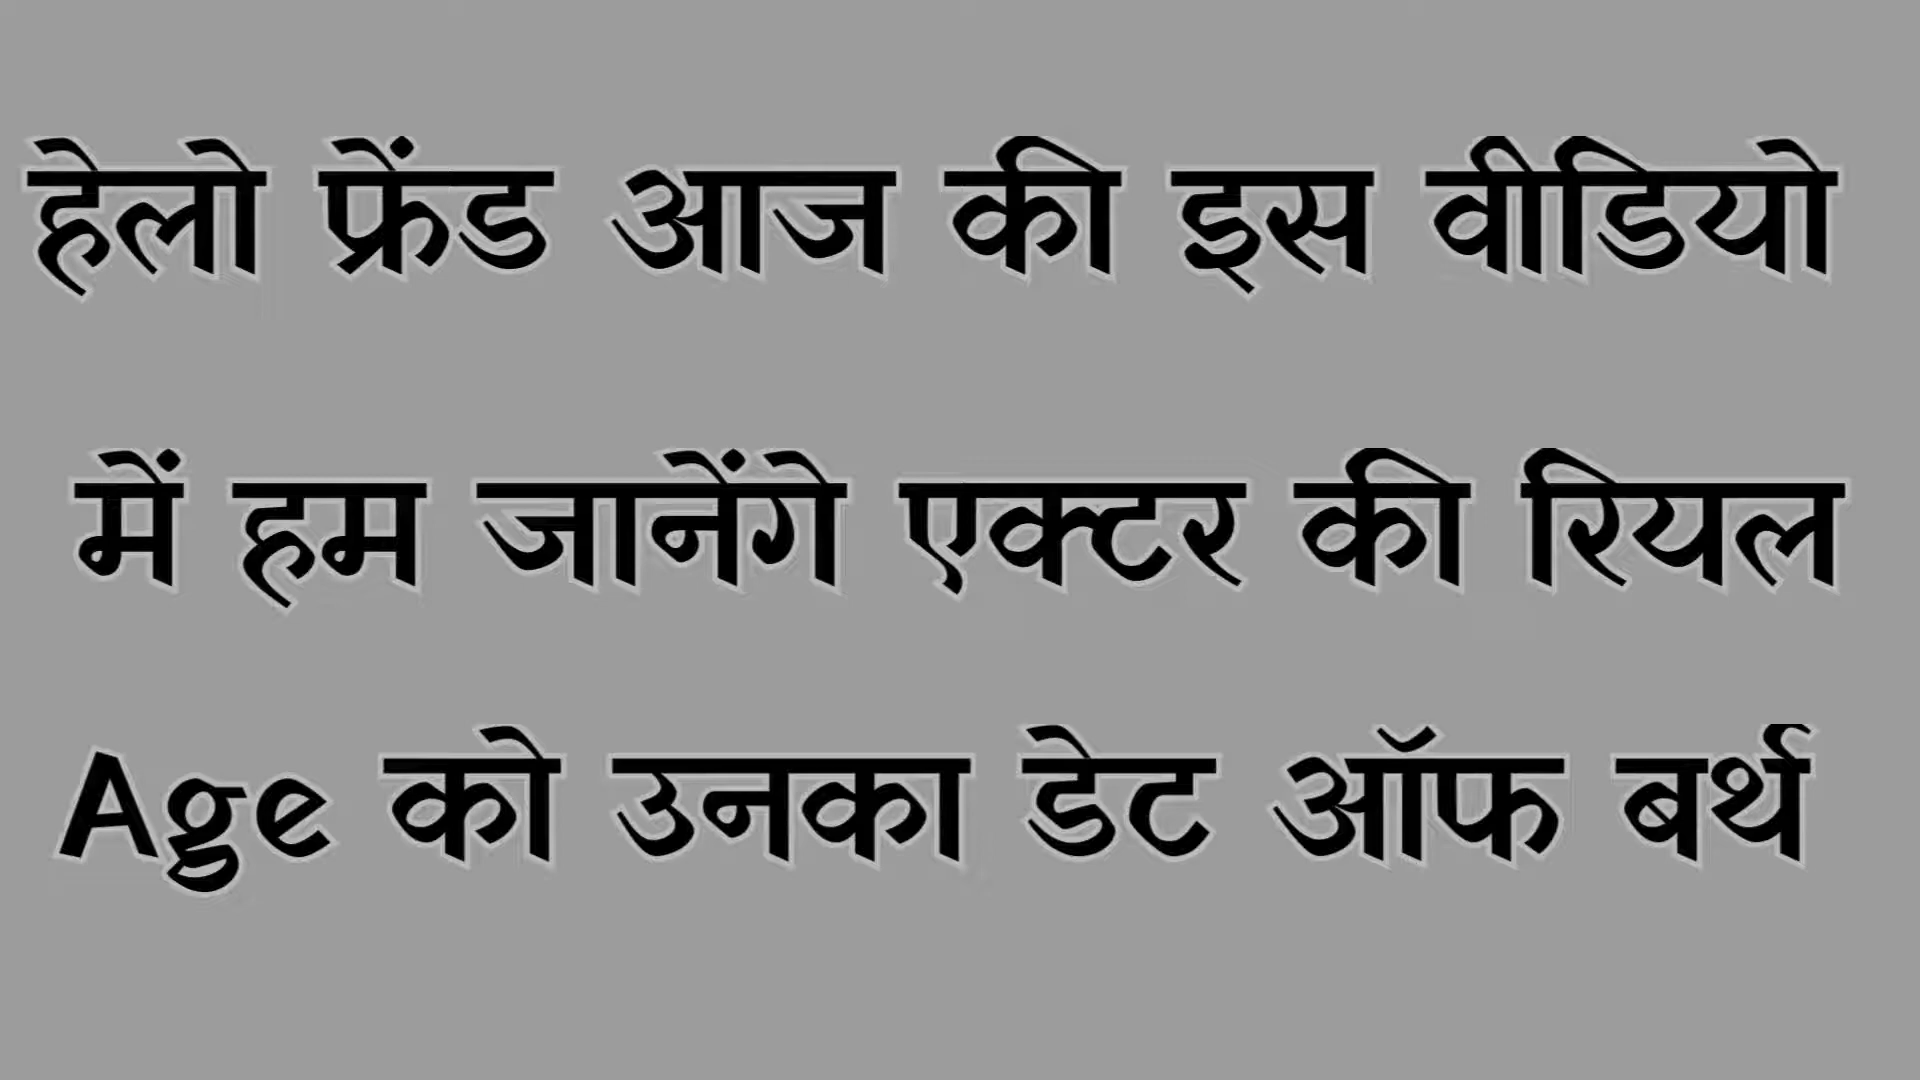 हेलो फ्रेंड आज की इस वीडियो
में हम जानेंगे एक्टर की रियल
Age को उनका डेट ऑफ बर्थ